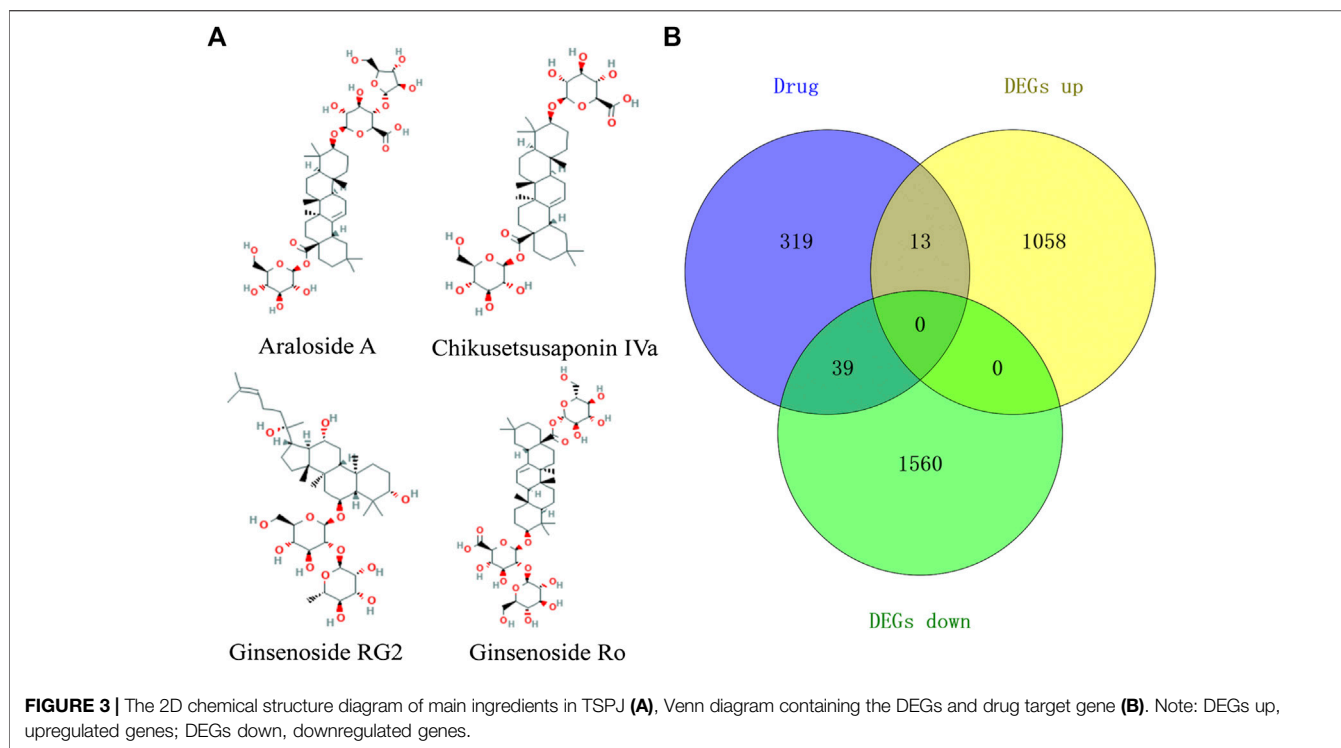 A
B
Drug
DEGs up
319
13
1058
0
39
0
1560
DEGs down
Araloside A
Chikusetsusaponin IVa
Ginsenoside RG2
Ginsenoside Ro
FIGURE 3 | The 2D chemical structure diagram of main ingredients in TSPJ (A), Venn diagram containing the DEGs and drug target gene (B). Note: DEGs up,
upregulated genes; DEGs down, downregulated genes.